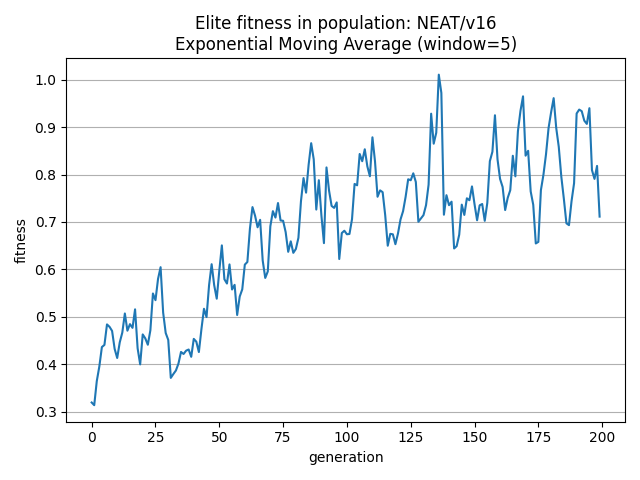 Elite fitness in population: NEAT/v16
Exponential Moving Average (window=5)
fitness
1.0
0.9
0.8
0.7
0.6
0.5
0.4
0.3
0 25 50 75 100 125 150 175 200
generation